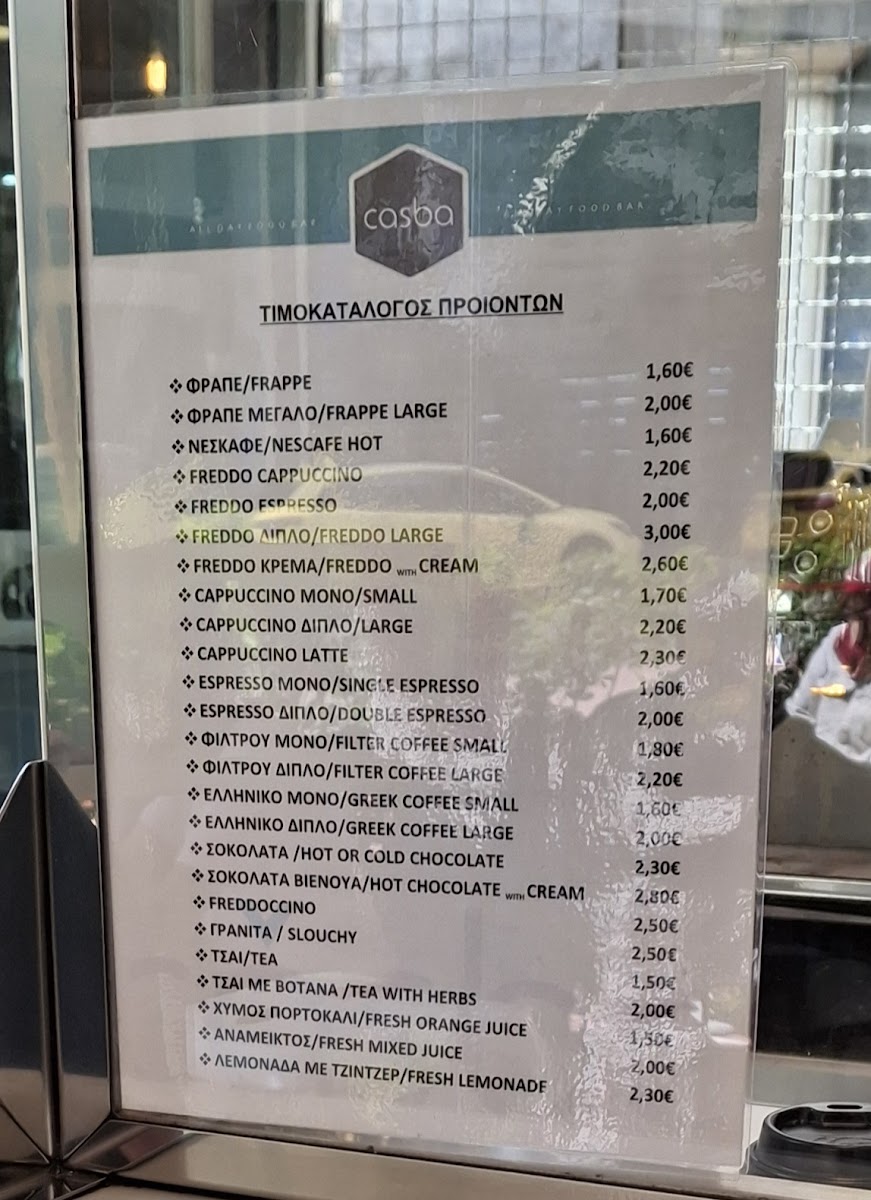 ALL DAY FOOD BAR casba DAY FOOD BAR
ΤΙΜΟΚΑΤΑΛΟΓΟΣ ΠΡΟΙΟΝΤΩΝ
❖ ΦΡΑΠΕ/FRAPPE 1,60€
❖ ΦΡΑΠΕ ΜΕΓΑΛΟ/FRAPPE LARGE 2,00€
❖ ΝΕΣΚΑΦΕ/NESCAFE HOT 1,60€
❖ FREDDO CAPPUCCINO 2,20€
❖ FREDDO ESPRESSO 2,00€
❖ FREDDO ΔΙΠΛΟ/FREDDO LARGE 3,00€
❖ FREDDO ΚΡΕΜΑ/FREDDO WITH CREAM 2,60€
❖ CAPPUCCINO ΜΟΝΟ/SMALL 1,70€
❖ CAPPUCCINO ΔΙΠΛΟ/LARGE 2,20€
❖ CAPPUCCINO LATTE 2,30€
❖ ESPRESSO ΜΟΝΟ/SINGLE ESPRESSO 1,60€
❖ ESPRESSO ΔΙΠΛΟ/DOUBLE ESPRESSO 2,00€
❖ ΦΙΛΤΡΟΥ ΜΟΝΟ/FILTER COFFEE SMALL 1,80€
❖ ΦΙΛΤΡΟΥ ΔΙΠΛΟ/FILTER COFFEE LARGE 2,20€
❖ ΕΛΛΗΝΙΚΟ ΜΟΝΟ/GREEK COFFEE SMALL 1,60€
❖ ΕΛΛΗΝΙΚΟ ΔΙΠΛΟ/GREEK COFFEE LARGE 2,00€
❖ ΣΟΚΟΛΑΤΑ /HOT OR COLD CHOCOLATE 2,30€
❖ ΣΟΚΟΛΑΤΑ ΒΙΕΝΟΥΑ/HOT CHOCOLATE WITH CREAM 2,80€
❖ FREDDOCCINO 2,50€
❖ ΓΡΑΝΙΤΑ / SLOUCHY 2,50€
❖ ΤΣΑΙ/TEA 1,50€
❖ ΤΣΑΙ ΜΕ ΒΟΤΑΝΑ /TEA WITH HERBS 2,00€
❖ ΧΥΜΟΣ ΠΟΡΤΟΚΑΛΙ/FRESH ORANGE JUICE 1,50€
❖ ΑΝΑΜΕΙΚΤΟΣ/FRESH MIXED JUICE 2,00€
❖ ΛΕΜΟΝΑΔΑ ΜΕ ΤΖΙΝΤΖΕΡ/FRESH LEMONADE 2,30€